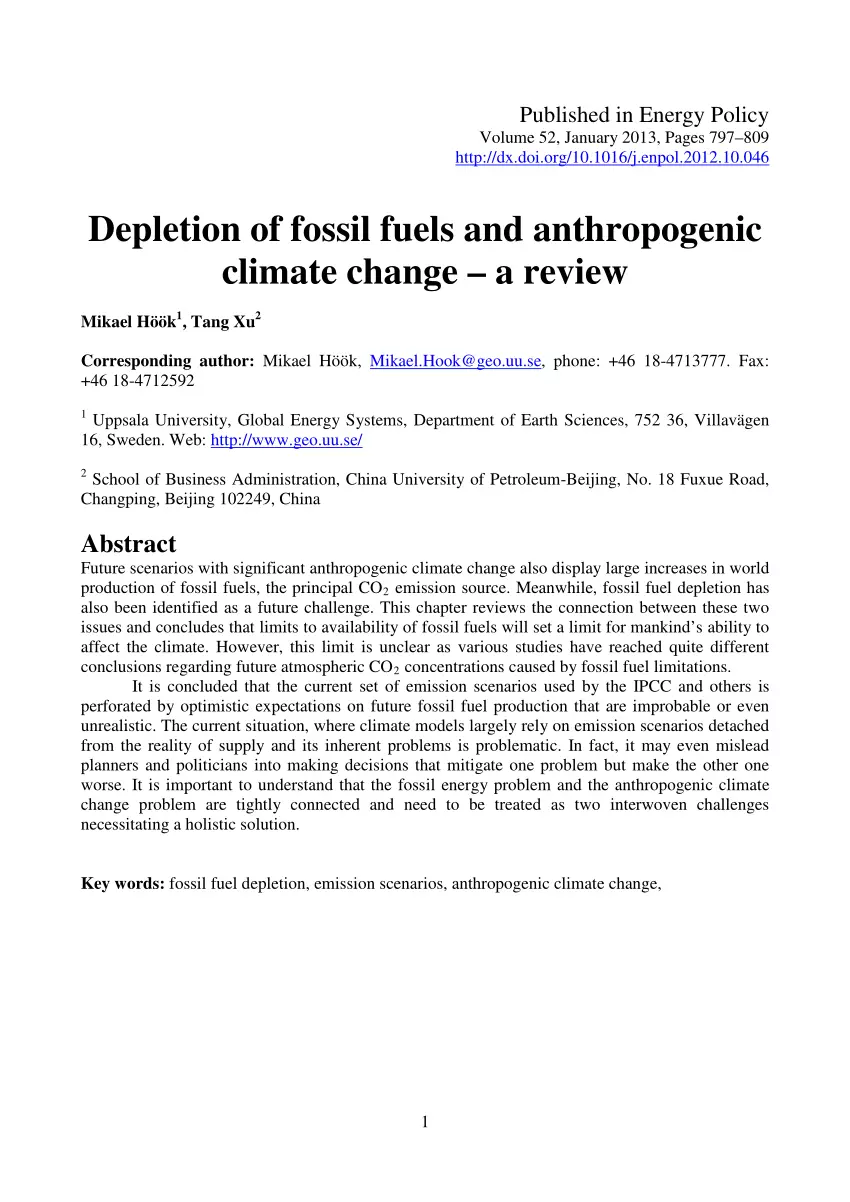 Published in Energy Policy
Volume 52, January 2013, Pages 797–809
http://dx.doi.org/10.1016/j.enpol.2012.10.046
Depletion of fossil fuels and anthropogenic
climate change – a review
Mikael Höök1, Tang Xu2
Corresponding author: Mikael Höök, Mikael.Hook@geo.uu.se, phone: +46 18-4713777. Fax:
+46 18-4712592
1 Uppsala University, Global Energy Systems, Department of Earth Sciences, 752 36, Villavägen
16, Sweden. Web: http://www.geo.uu.se/
2 School of Business Administration, China University of Petroleum-Beijing, No. 18 Fuxue Road,
Changping, Beijing 102249, China
Abstract
Future scenarios with significant anthropogenic climate change also display large increases in world
production of fossil fuels, the principal CO2 emission source. Meanwhile, fossil fuel depletion has
also been identified as a future challenge. This chapter reviews the connection between these two
issues and concludes that limits to availability of fossil fuels will set a limit for mankind's ability to
affect the climate. However, this limit is unclear as various studies have reached quite different
conclusions regarding future atmospheric CO2 concentrations caused by fossil fuel limitations.
It is concluded that the current set of emission scenarios used by the IPCC and others is
perforated by optimistic expectations on future fossil fuel production that are improbable or even
unrealistic. The current situation, where climate models largely rely on emission scenarios detached
from the reality of supply and its inherent problems is problematic. In fact, it may even mislead
planners and politicians into making decisions that mitigate one problem but make the other one
worse. It is important to understand that the fossil energy problem and the anthropogenic climate
change problem are tightly connected and need to be treated as two interwoven challenges
necessitating a holistic solution.
Key words: fossil fuel depletion, emission scenarios, anthropogenic climate change,
1